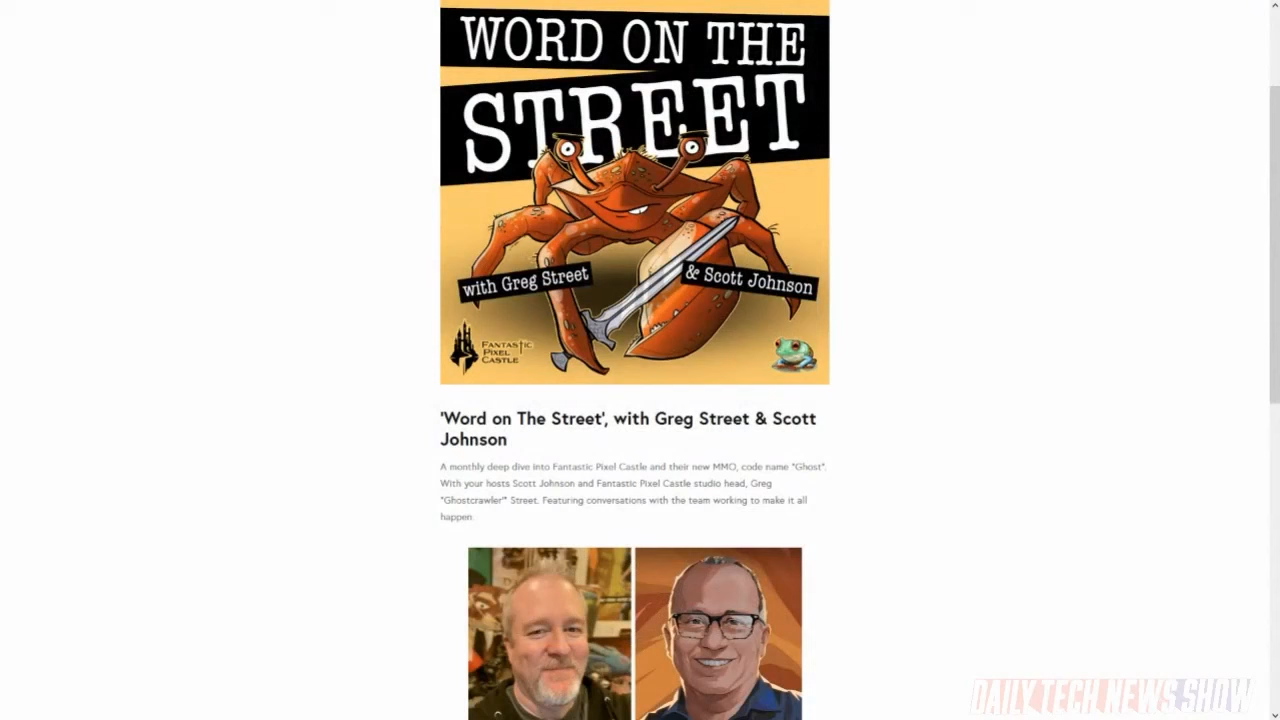 WORD ON THE
STREET
with Greg Street
& Scott Johnson
FANTASTIC
PIXEL
CASTLE
'Word on The Street', with Greg Street & Scott
Johnson
A monthly deep dive into Fantastic Pixel Castle and their new MMO, code name "Ghost".
With your hosts Scott Johnson and Fantastic Pixel Castle studio head, Greg
"Ghostcrawler" Street. Featuring conversations with the team working to make it all
happen.
DAILY TECH NEWS SHOW